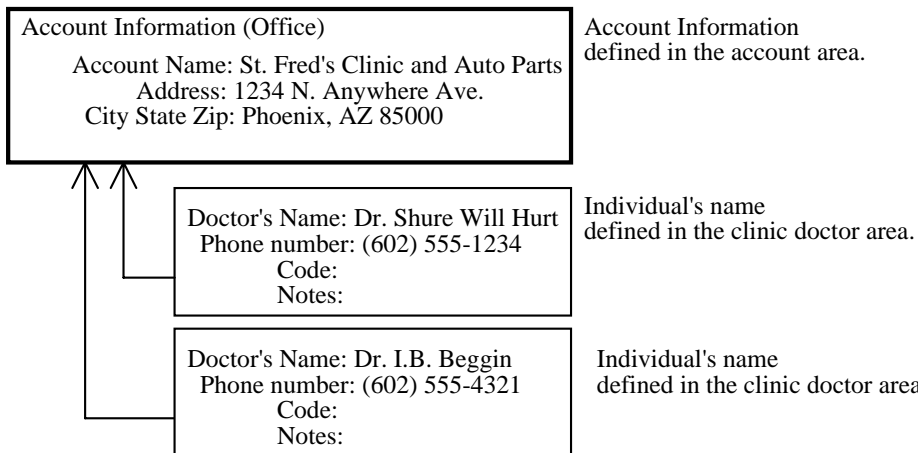 Account Information (Office)
Account Name: St. Fred's Clinic and Auto Parts
Address: 1234 N. Anywhere Ave.
City State Zip: Phoenix, AZ 85000
Account Information
defined in the account area.
Doctor's Name: Dr. Shure Will Hurt
Phone number: (602) 555-1234
Code:
Notes:
Individual's name
defined in the clinic doctor area.
Doctor's Name: Dr. I.B. Beggin
Phone number: (602) 555-4321
Code:
Notes:
Individual's name
defined in the clinic doctor area